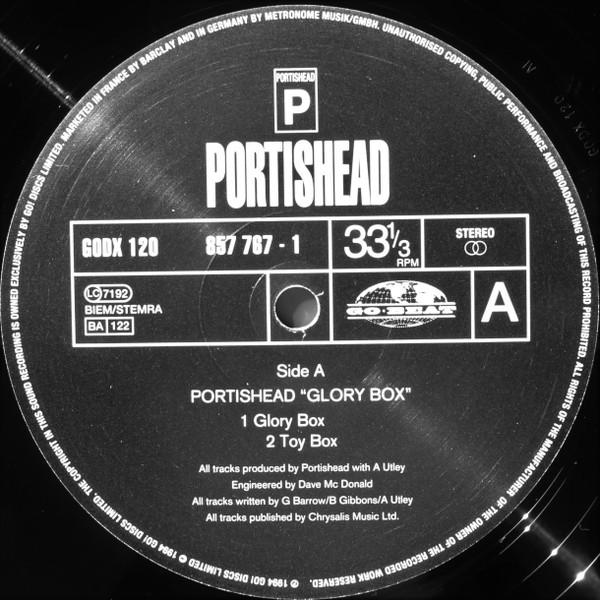 PORTISHEAD
P
PORTISHEAD
GODX 120 857 767 - 1
33 1/3 RPM
STEREO
LC 7192
BIEM/STEMRA
BA 122
GO·BEAT
A
Side A
PORTISHEAD “GLORY BOX”
1 Glory Box
2 Toy Box
All tracks produced by Portishead with A Utley
Engineered by Dave Mc Donald
All tracks written by G Barrow/B Gibbons/A Utley
All tracks published by Chrysalis Music Ltd.
℗ 1994 GO! DISCS LIMITED © 1994 GO! DISCS LIMITED. THE COPYRIGHT IN THIS SOUND RECORDING IS OWNED EXCLUSIVELY BY GO! DISCS LIMITED. MARKETED IN FRANCE BY BARCLAY AND IN GERMANY BY METRONOME MUSIK/GMBH. UNAUTHORISED COPYING, PUBLIC PERFORMANCE AND BROADCASTING OF THIS RECORD PROHIBITED. ALL RIGHTS OF THE MANUFACTURER OF THE OWNER OF THE RECORDED WORK RESERVED.
GODX 120 A1